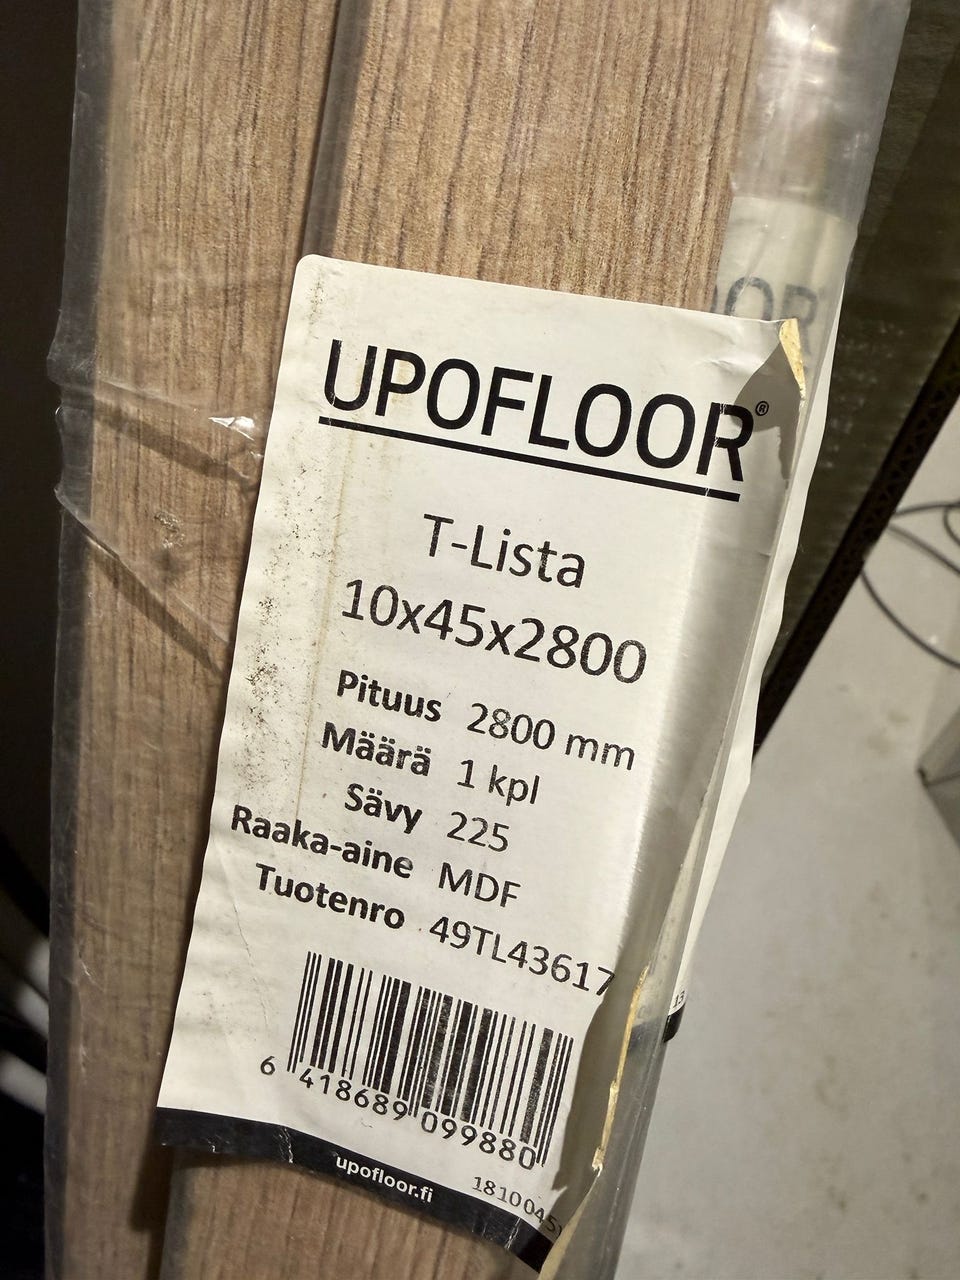 UPOFLOOR®
T-Lista
10x45x2800
Pituus 2800 mm
Määrä 1 kpl
Sävy 225
Raaka-aine MDF
Tuotenro 49TL43617
6 418689 099880
upofloor.fi